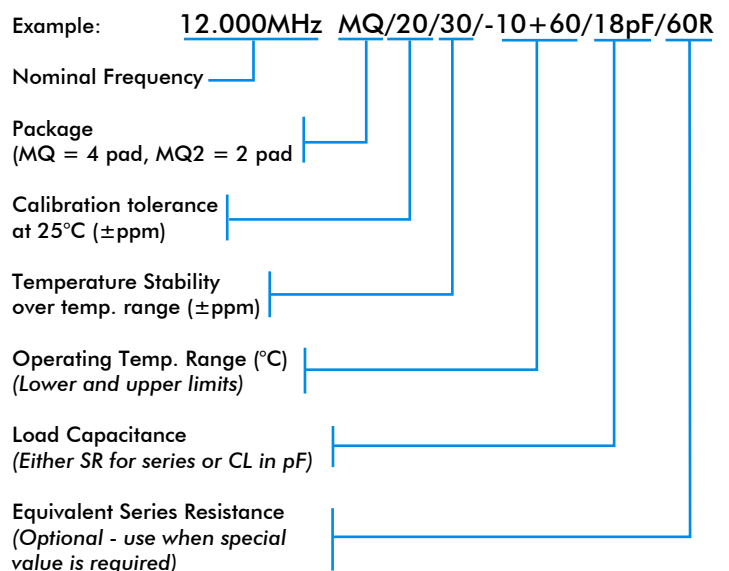 Example: 12.000MHz MQ/20/30/-10+60/18pF/60R
Nominal Frequency
Package
(MQ = 4 pad, MQ2 = 2 pad
Calibration tolerance
at 25°C (±ppm)
Temperature Stability
over temp. range (±ppm)
Operating Temp. Range (°C)
(Lower and upper limits)
Load Capacitance
(Either SR for series or CL in pF)
Equivalent Series Resistance
(Optional - use when special
value is required)